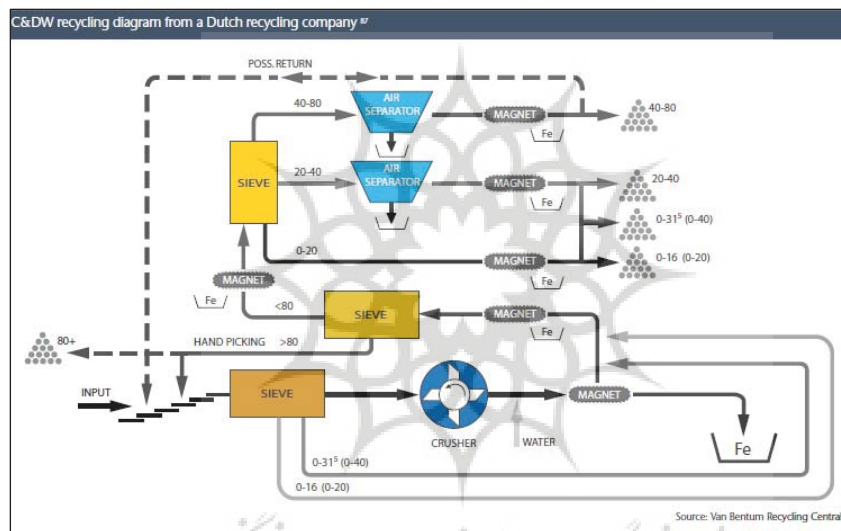 C&DW recycling diagram from a Dutch recycling company 87
POSS. RETURN
40-80
AIR
SEPARATOR
MAGNET
Fe
40-80
SIEVE
20-40
AIR
SEPARATOR
MAGNET
Fe
20-40
0-31⁵ (0-40)
0-20
MAGNET
Fe
0-16 (0-20)
MAGNET
Fe
<80
SIEVE
MAGNET
Fe
80+
HAND PICKING
>80
INPUT
SIEVE
CRUSHER
WATER
MAGNET
Fe
0-31⁵ (0-40)
0-16 (0-20)
Source: Van Bentum Recycling Central